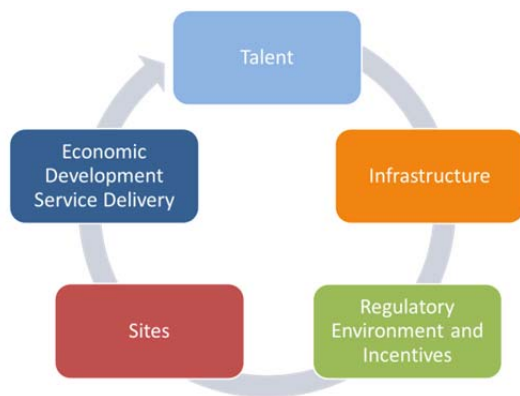 Talent
Infrastructure
Regulatory
Environment and
Incentives
Sites
Economic
Development
Service Delivery